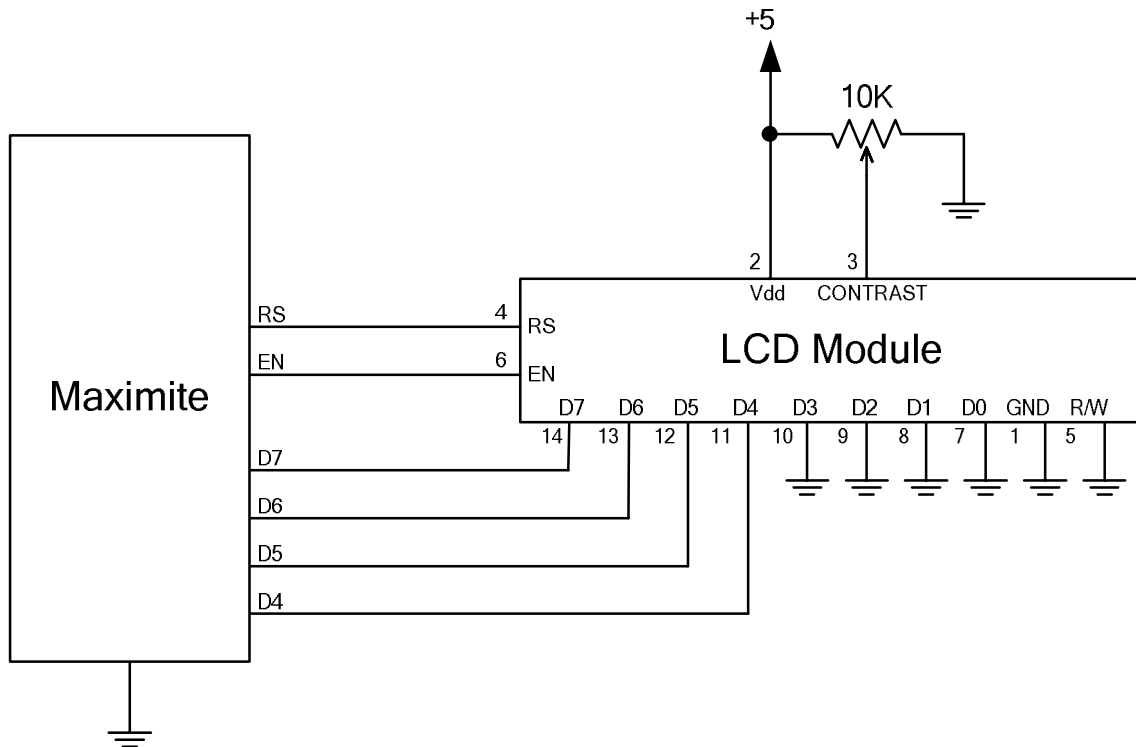 +5
10K
2 3
Vdd CONTRAST
RS 4 RS
LCD Module
EN 6 EN
Maximite
D7 D6 D5 D4 D3 D2 D1 D0 GND R/W
14 13 12 11 10 9 8 7 1 5
D7
D6
D5
D4